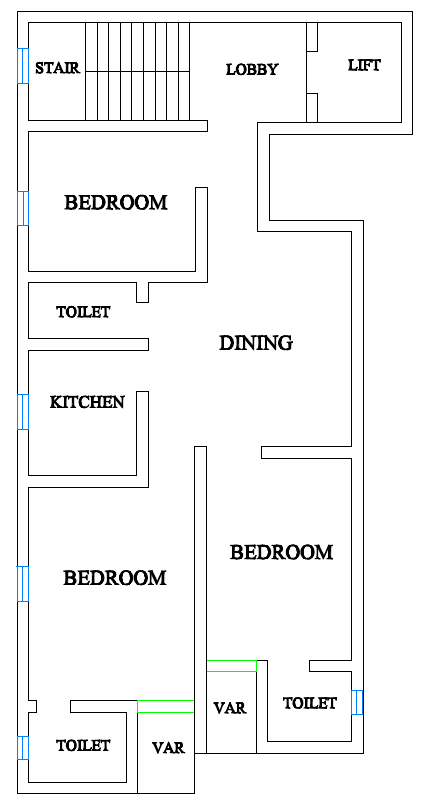 STAIR
LOBBY
LIFT
BEDROOM
TOILET
DINING
KITCHEN
BEDROOM
BEDROOM
TOILET
VAR
TOILET
VAR